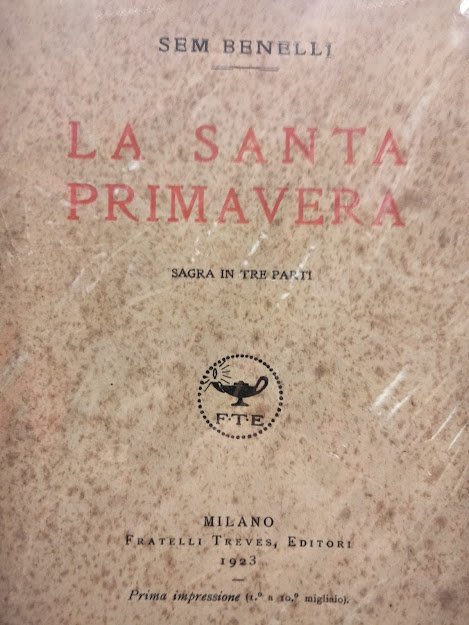 SEM BENELLI
LA SANTA
PRIMAVERA
SAGRA IN TRE PARTI
F·T·E
MILANO
FRATELLI TREVES, EDITORI
1923
Prima impressione (1.º a 10.º migliaio).